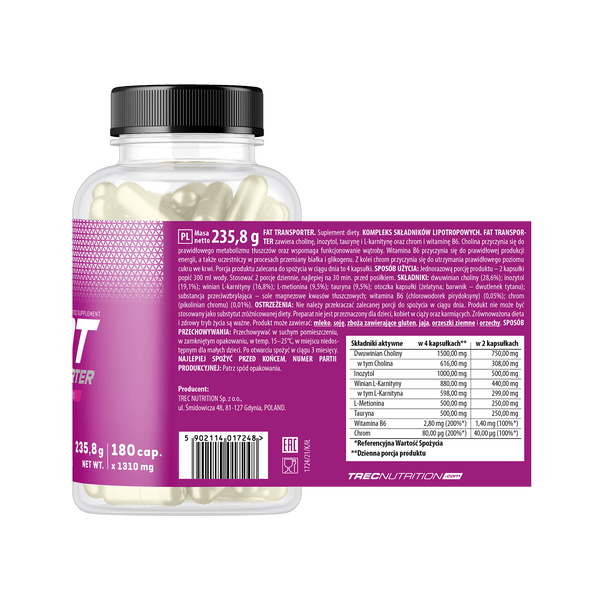 SUPPLEMENT
RT
ORTER
235,8g
NET WT.
180 cap.
x 1310 mg
PL Masa netto 235,8 g
FAT TRANSPORTER. Suplement diety. KOMPLEKS SKŁADNIKÓW LIPOTROPOWYCH. FAT TRANSPOR-
TER zawiera cholinę, inozytol, taurynę i L-karnitynę oraz chrom i witaminę B6. Cholina przyczynia się do
prawidłowego metabolizmu tłuszczów oraz wspomaga funkcjonowanie wątroby. Witamina B6 przyczynia się do prawidłowej produkcji
energii, a także uczestniczy w procesach przemiany białka i glikogenu. Z kolei chrom przyczynia się do utrzymania prawidłowego poziomu
cukru we krwi. Porcja produktu zalecana do spożycia w ciągu dnia to 4 kapsułki. SPOSÓB UŻYCIA: Jednorazową porcję produktu – 2 kapsułki
popić 300 ml wody. Stosować 2 porcje dziennie, najlepiej na 30 min. przed posiłkiem. SKŁADNIKI: dwuwinian choliny (28,6%); inozytol
(19,1%); winian L-karnityny (16,8%); L-metionina (9,5%); tauryna (9,5%); otoczka kapsułki (żelatyna; barwnik – dwutlenek tytanu);
substancja przeciwzbrylająca – sole magnezowe kwasów tłuszczowych; witamina B6 (chlorowodorek pirydoksyny) (0,05%); chrom
(pikolinian chromu) (0,01%). OSTRZEŻENIA: Nie należy przekraczać zalecanej porcji do spożycia w ciągu dnia. Produkt nie może być
stosowany jako substytut zróżnicowanej diety. Preparat nie jest przeznaczony dla dzieci, kobiet w ciąży oraz karmiących. Zrównoważona dieta
i zdrowy tryb życia są ważne. Produkt może zawierać: mleko, soję, zboża zawierające gluten, jaja, orzeszki ziemne i orzechy. SPOSÓB
PRZECHOWYWANIA: Przechowywać w suchym pomieszczeniu,
w zamkniętym opakowaniu, w temp. 15–25°C, w miejscu niedos-
tępnym dla małych dzieci. Po otwarciu spożyć w ciągu 3 miesięcy.
NAJLEPIEJ SPOŻYĆ PRZED KOŃCEM, NUMER PARTII
PRODUKCYJNEJ: Patrz spód opakowania.
Producent:
TREC NUTRITION Sp. z o.o.,
ul. Śmidowicza 48, 81-127 Gdynia, POLAND.
5 902114 017248 >
EAC
1724/21/X/IŁ
Składniki aktywne w 4 kapsułkach** w 2 kapsułkach
Dwuwinian Choliny 1500,00 mg 750,00 mg
w tym Cholina 616,00 mg 308,00 mg
Inozytol 1000,00 mg 500,00 mg
Winian L-Karnityny 880,00 mg 440,00 mg
w tym L-Karnityna 598,00 mg 299,00 mg
L-Metionina 500,00 mg 250,00 mg
Tauryna 500,00 mg 250,00 mg
Witamina B6 2,80 mg (200%*) 1,40 mg (100%*)
Chrom 80,00 µg (200%*) 40,00 µg (100%*)
*Referencyjna Wartość Spożycia
**Dzienna porcja produktu
TRECNUTRITION.com